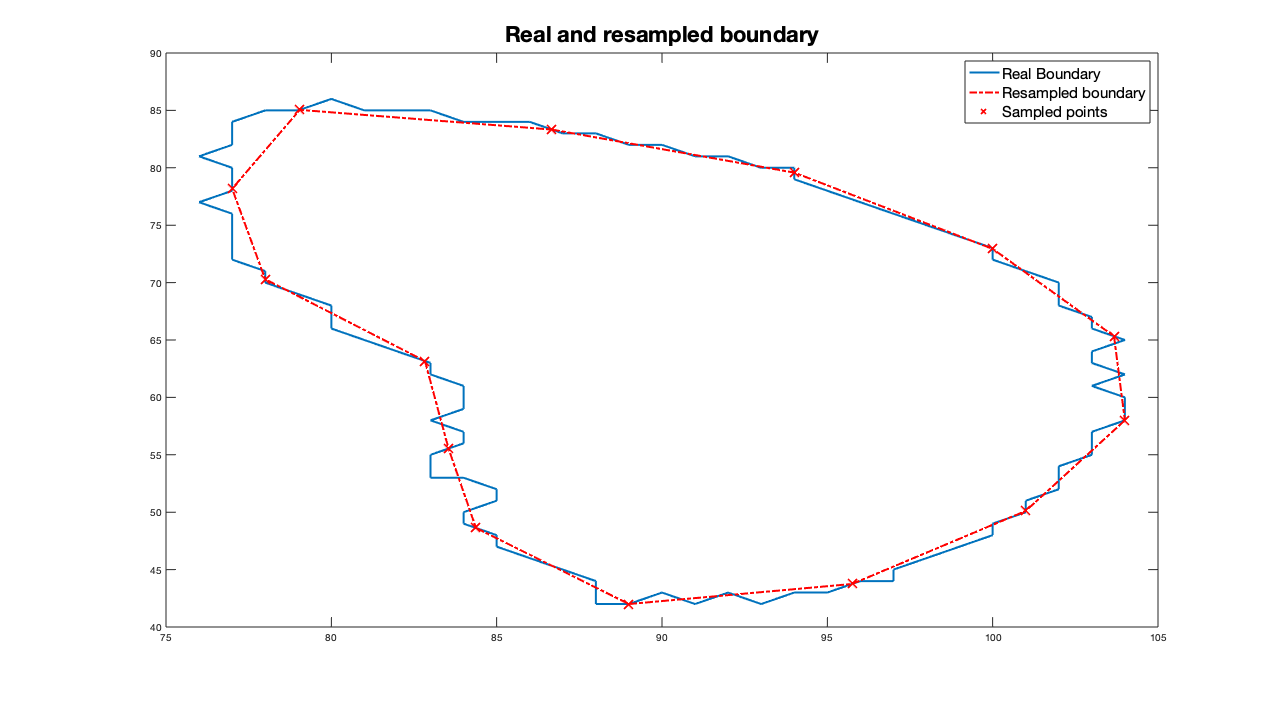 Real and resampled boundary
Real Boundary
Resampled boundary
Sampled points
90
85
80
75
70
65
60
55
50
45
40
75 80 85 90 95 100 105